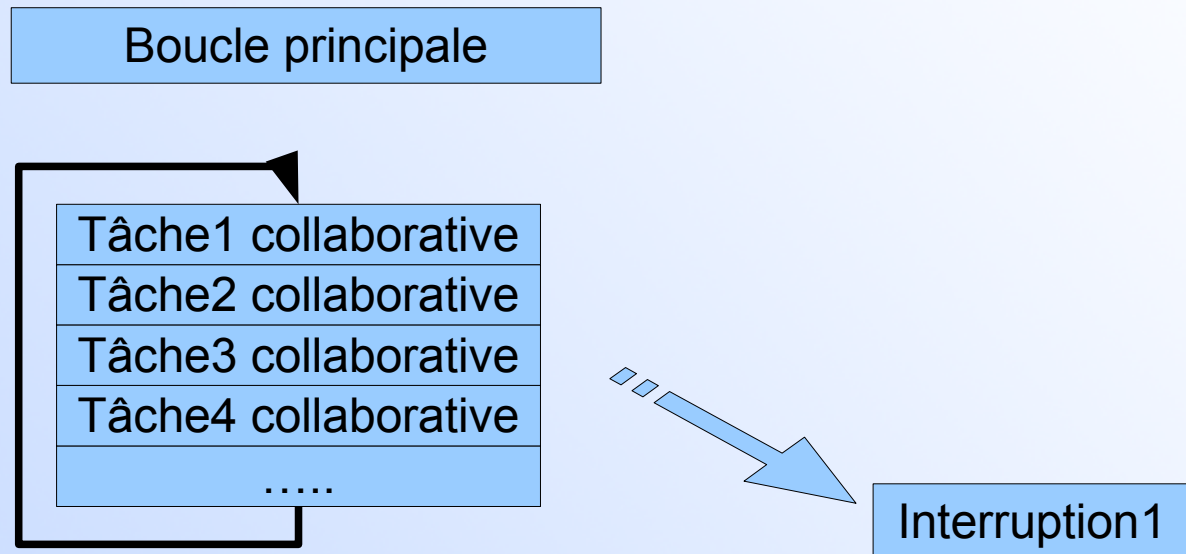 Boucle principale
Tâche1 collaborative
Tâche2 collaborative
Tâche3 collaborative
Tâche4 collaborative
…..
Interruption1